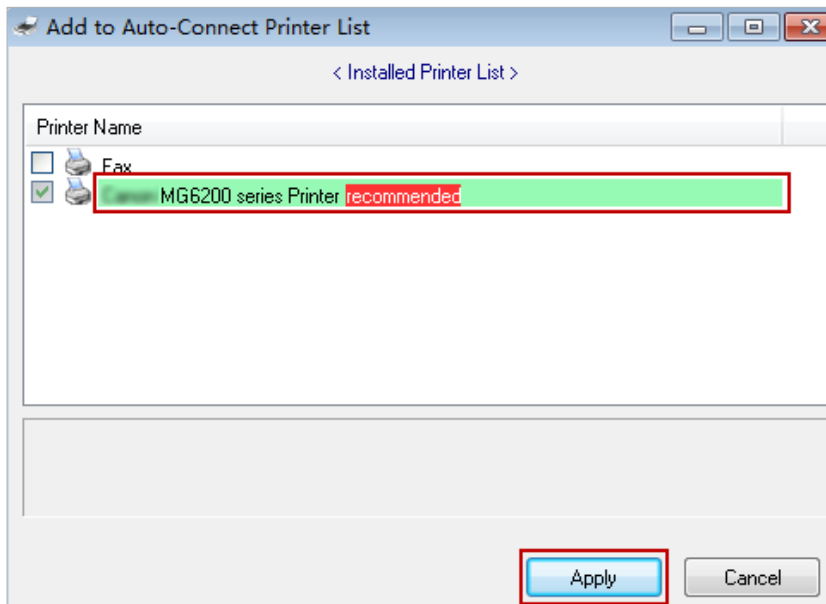 Add to Auto-Connect Printer List
< Installed Printer List >
Printer Name
Fax
MG6200 series Printer recommended
Apply
Cancel